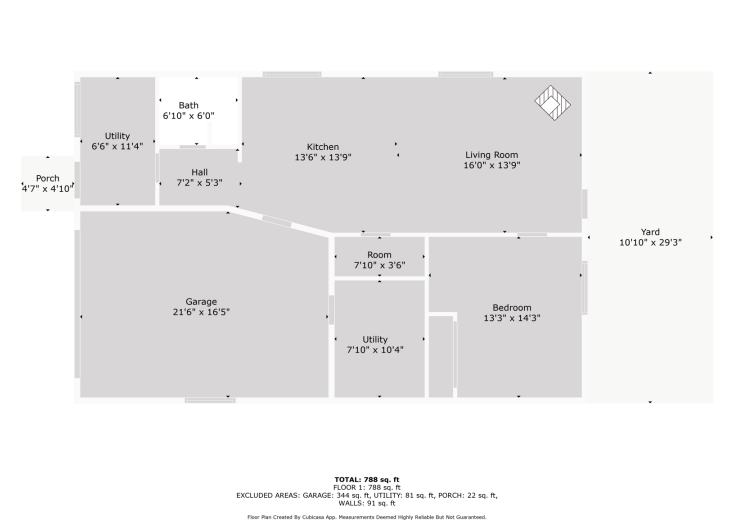 Bath
6'10" x 6'0"
Utility
6'6" x 11'4"
Kitchen
13'6" x 13'9"
Living Room
16'0" x 13'9"
Hall
7'2" x 5'3"
Porch
4'7" x 4'10"
Yard
10'10" x 29'3"
Room
7'10" x 3'6"
Garage
21'6" x 16'5"
Bedroom
13'3" x 14'3"
Utility
7'10" x 10'4"
TOTAL: 788 sq. ft
FLOOR 1: 788 sq. ft
EXCLUDED AREAS: GARAGE: 344 sq. ft, UTILITY: 81 sq. ft, PORCH: 22 sq. ft,
WALLS: 91 sq. ft
Floor Plan Created By Cubicasa App. Measurements Deemed Highly Reliable But Not Guaranteed.